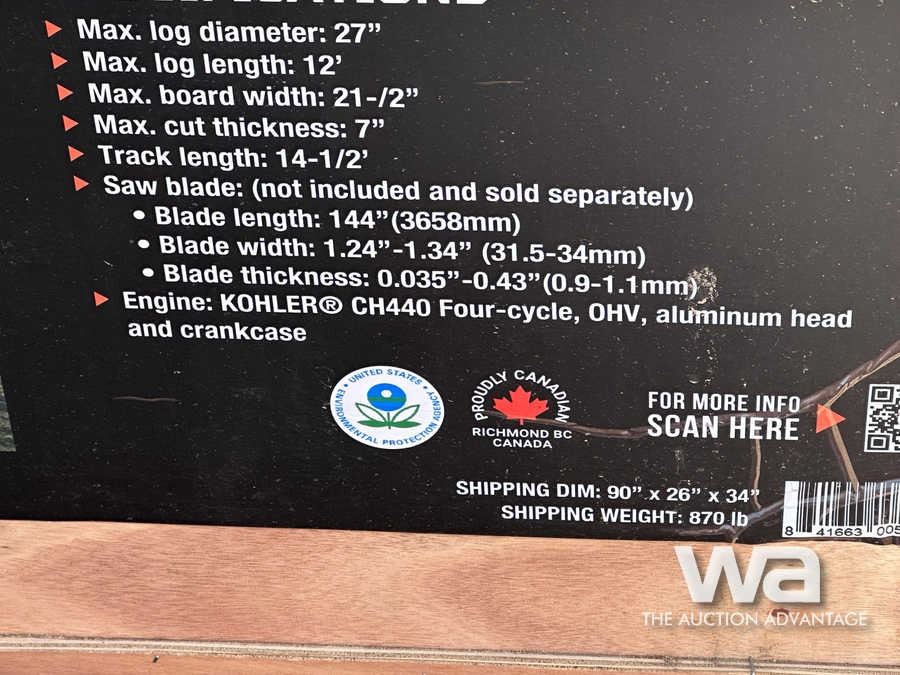 Max. log diameter: 27”
Max. log length: 12’
Max. board width: 21-/2”
Max. cut thickness: 7”
Track length: 14-1/2’
Saw blade: (not included and sold separately)
• Blade length: 144”(3658mm)
• Blade width: 1.24”-1.34” (31.5-34mm)
• Blade thickness: 0.035”-0.43”(0.9-1.1mm)
Engine: KOHLER® CH440 Four-cycle, OHV, aluminum head
and crankcase
• UNITED STATES •
ENVIRONMENTAL PROTECTION AGENCY
PROUDLY CANADIAN
RICHMOND BC
CANADA
FOR MORE INFO
SCAN HERE
SHIPPING DIM: 90” x 26” x 34”
SHIPPING WEIGHT: 870 lb
8 41663 005
wa
THE AUCTION ADVANTAGE